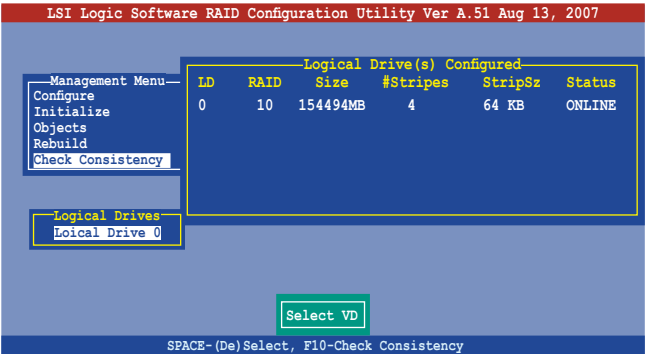 LSI Logic Software RAID Configuration Utility Ver A.51 Aug 13, 2007
Logical Drive(s) Configured
LD RAID Size #Stripes StripSz Status
0 10 154494MB 4 64 KB ONLINE
Management Menu
Configure
Initialize
Objects
Rebuild
Check Consistency
Logical Drives
Loical Drive 0
Select VD
SPACE-(De)Select, F10-Check Consistency